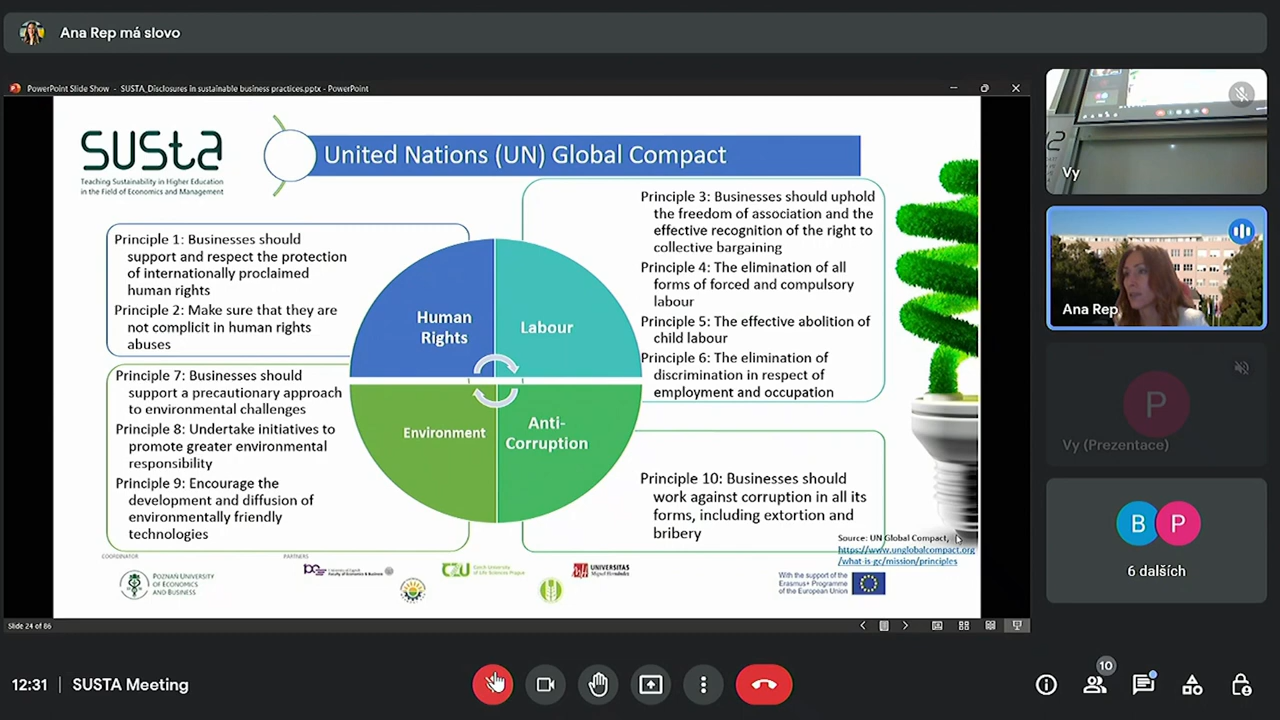 Ana Rep má slovo
PowerPoint Slide Show - SUSTA_Disclosures in sustainable business practices.pptx - PowerPoint
SUSta
Teaching Sustainability in Higher Education
in the Field of Economics and Management
United Nations (UN) Global Compact
Principle 1: Businesses should
support and respect the protection
of internationally proclaimed
human rights
Principle 2: Make sure that they are
not complicit in human rights
abuses
Principle 3: Businesses should uphold
the freedom of association and the
effective recognition of the right to
collective bargaining
Principle 4: The elimination of all
forms of forced and compulsory
labour
Principle 5: The effective abolition of
child labour
Principle 6: The elimination of
discrimination in respect of
employment and occupation
Human
Rights
Labour
Environment
Anti-
Corruption
Principle 7: Businesses should
support a precautionary approach
to environmental challenges
Principle 8: Undertake initiatives to
promote greater environmental
responsibility
Principle 9: Encourage the
development and diffusion of
environmentally friendly
technologies
Principle 10: Businesses should
work against corruption in all its
forms, including extortion and
bribery
Source: UN Global Compact,
https://www.unglobalcompact.org
/what-is-gc/mission/principles
COORDINATOR
PARTNERS
POZNAŃ UNIVERSITY
OF ECONOMICS
AND BUSINESS
CZU
Czech University
of Life Sciences Prague
UNIVERSITAS
Miguel Hernández
With the support of the
Erasmus+ Programme
of the European Union
Slide 24 of 86
Vy
Ana Rep
P
Vy (Prezentace)
B
P
6 dalších
12:31
SUSTA Meeting
10